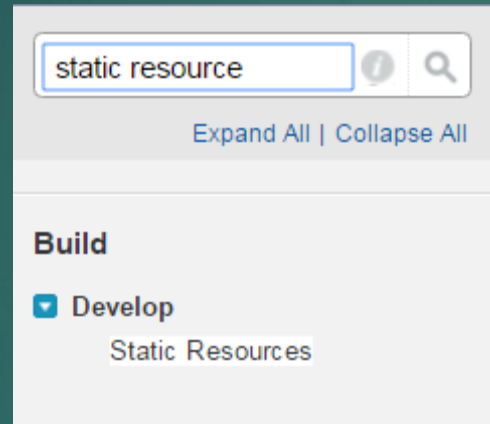 static resource
Expand All | Collapse All
Build
Develop
Static Resources